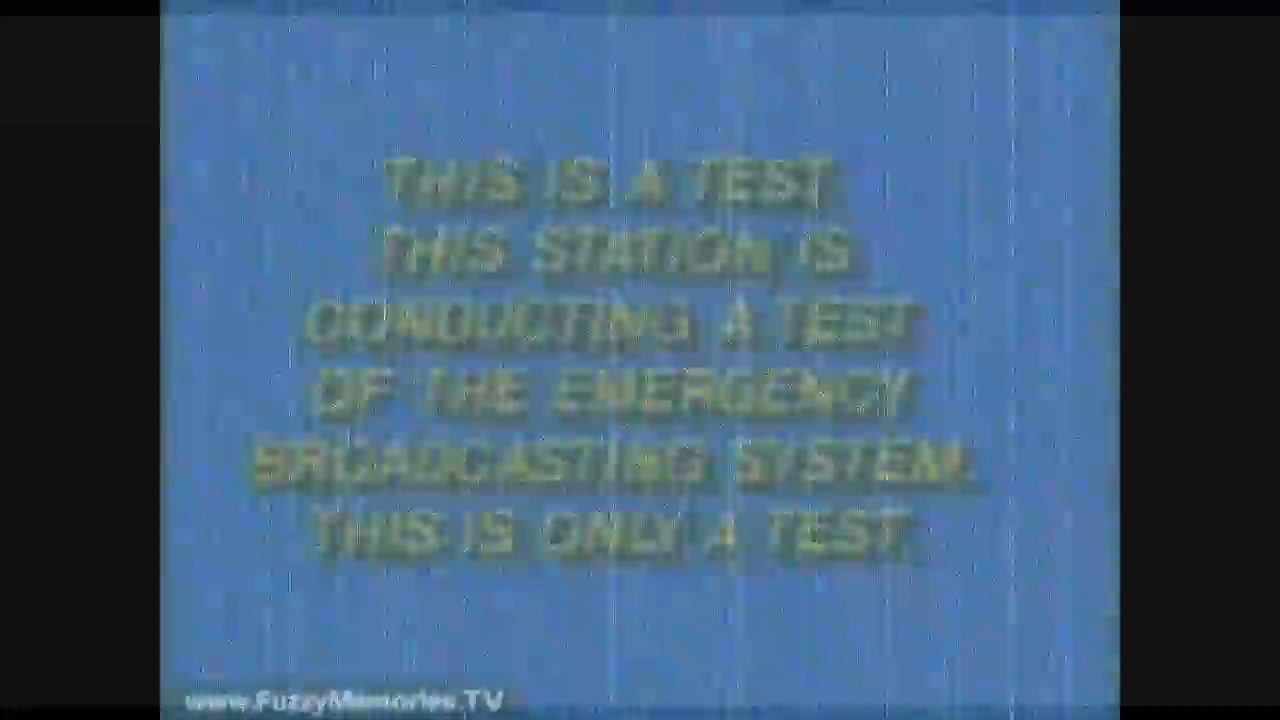 THIS IS A TEST
THIS STATION IS
CONDUCTING A TEST
OF THE EMERGENCY
BROADCASTING SYSTEM.
THIS IS ONLY A TEST
www.FuzzyMemories.TV